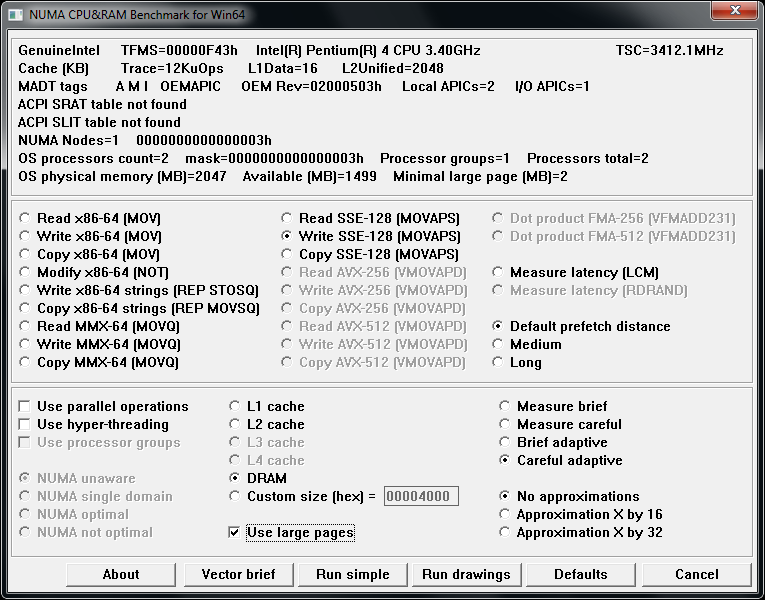 NUMA CPU&RAM Benchmark for Win64
GenuineIntel TFMS=00000F43h Intel(R) Pentium(R) 4 CPU 3.40GHz TSC=3412.1MHz
Cache (KB) Trace=12KuOps L1Data=16 L2Unified=2048
MADT tags A M I OEMAPIC OEM Rev=02000503h Local APICs=2 I/O APICs=1
ACPI SRAT table not found
ACPI SLIT table not found
NUMA Nodes=1 0000000000000003h
OS processors count=2 mask=0000000000000003h Processor groups=1 Processors total=2
OS physical memory (MB)=2047 Available (MB)=1499 Minimal large page (MB)=2
Read x86-64 (MOV)
Write x86-64 (MOV)
Copy x86-64 (MOV)
Modify x86-64 (NOT)
Write x86-64 strings (REP STOSQ)
Copy x86-64 strings (REP MOVSQ)
Read MMX-64 (MOVQ)
Write MMX-64 (MOVQ)
Copy MMX-64 (MOVQ)
Read SSE-128 (MOVAPS)
Write SSE-128 (MOVAPS)
Copy SSE-128 (MOVAPS)
Read AVX-256 (VMOVAPD)
Write AVX-256 (VMOVAPD)
Copy AVX-256 (VMOVAPD)
Read AVX-512 (VMOVAPD)
Write AVX-512 (VMOVAPD)
Copy AVX-512 (VMOVAPD)
Dot product FMA-256 (VFMADD231)
Dot product FMA-512 (VFMADD231)
Measure latency (LCM)
Measure latency (RDRAND)
Default prefetch distance
Medium
Long
Use parallel operations
Use hyper-threading
Use processor groups
NUMA unaware
NUMA single domain
NUMA optimal
NUMA not optimal
L1 cache
L2 cache
L3 cache
L4 cache
DRAM
Custom size (hex) = 00004000
Use large pages
Measure brief
Measure careful
Brief adaptive
Careful adaptive
No approximations
Approximation X by 16
Approximation X by 32
About Vector brief Run simple Run drawings Defaults Cancel